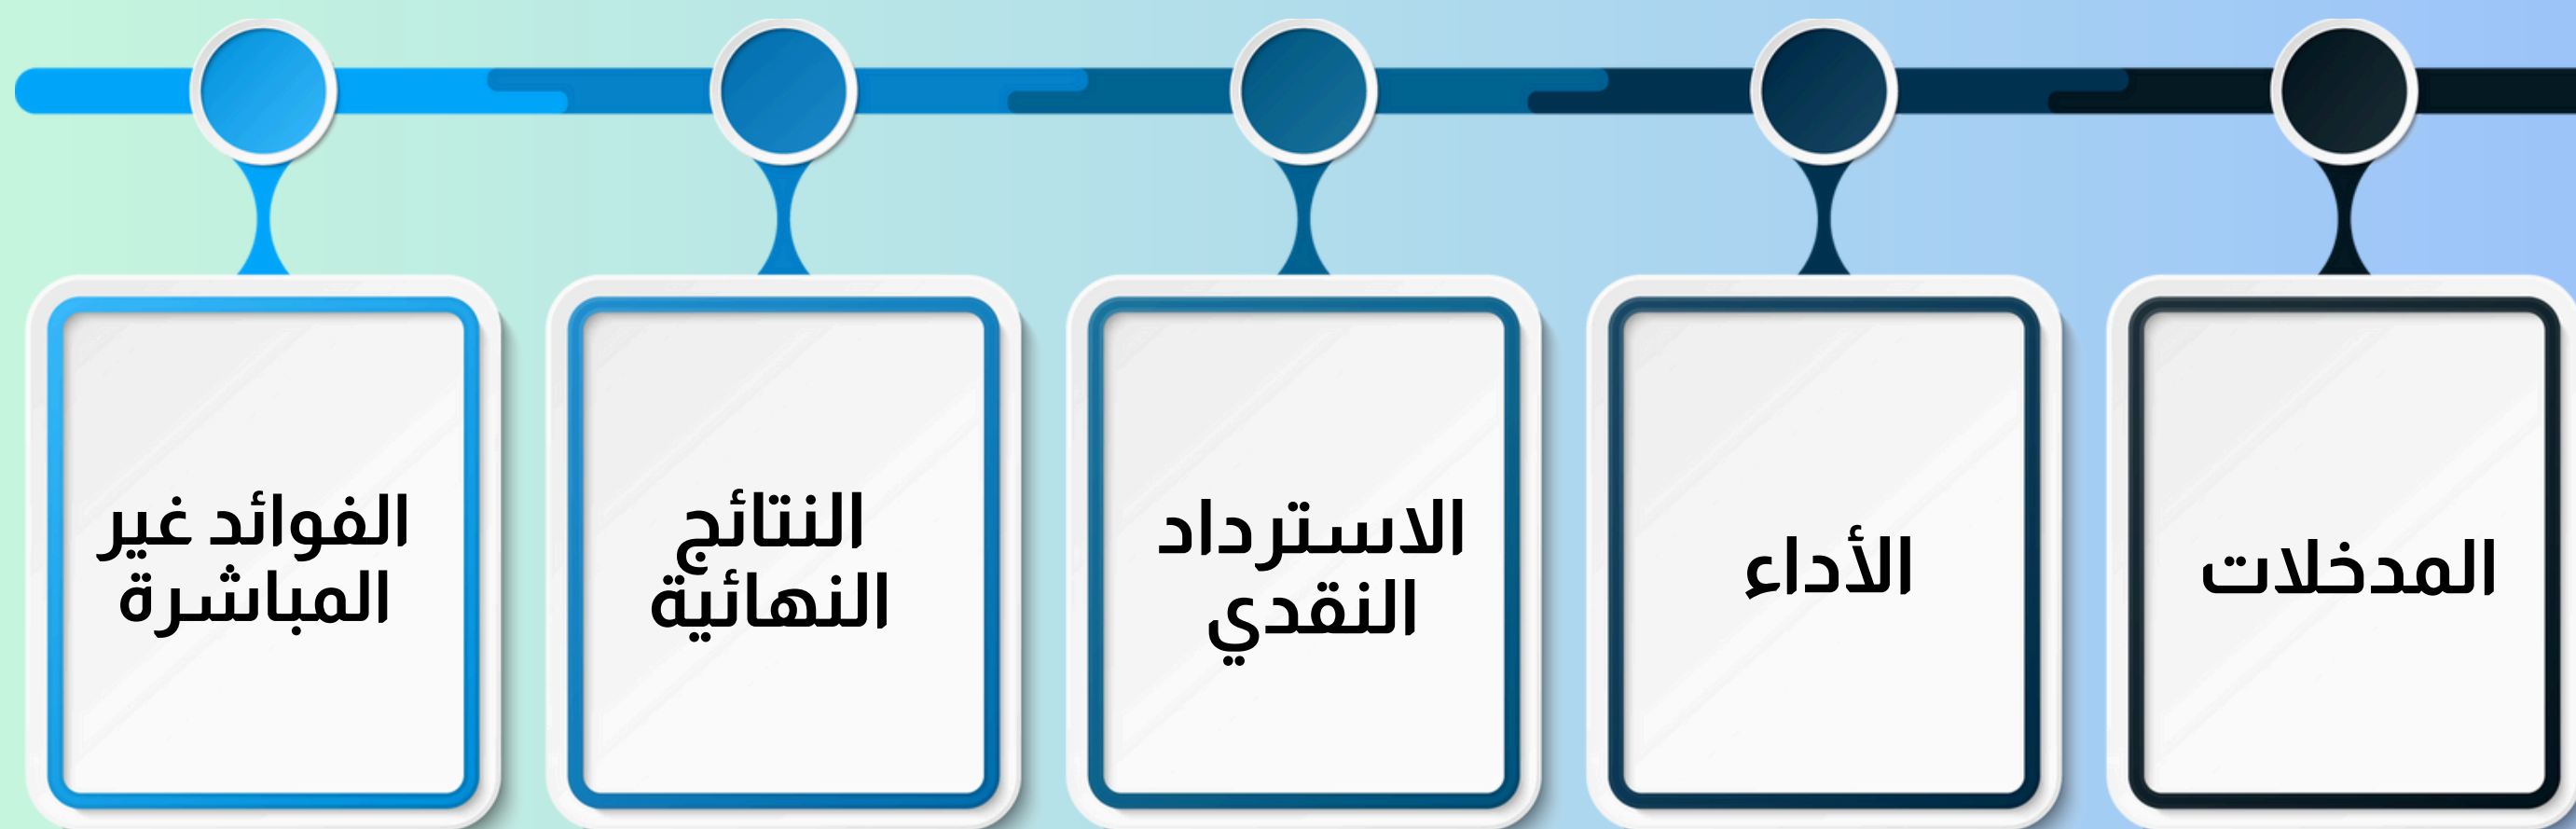 المدخلات
الأداء
الاسترداد
النقدي
النتائج
النهائية
الفوائد غير
المباشرة